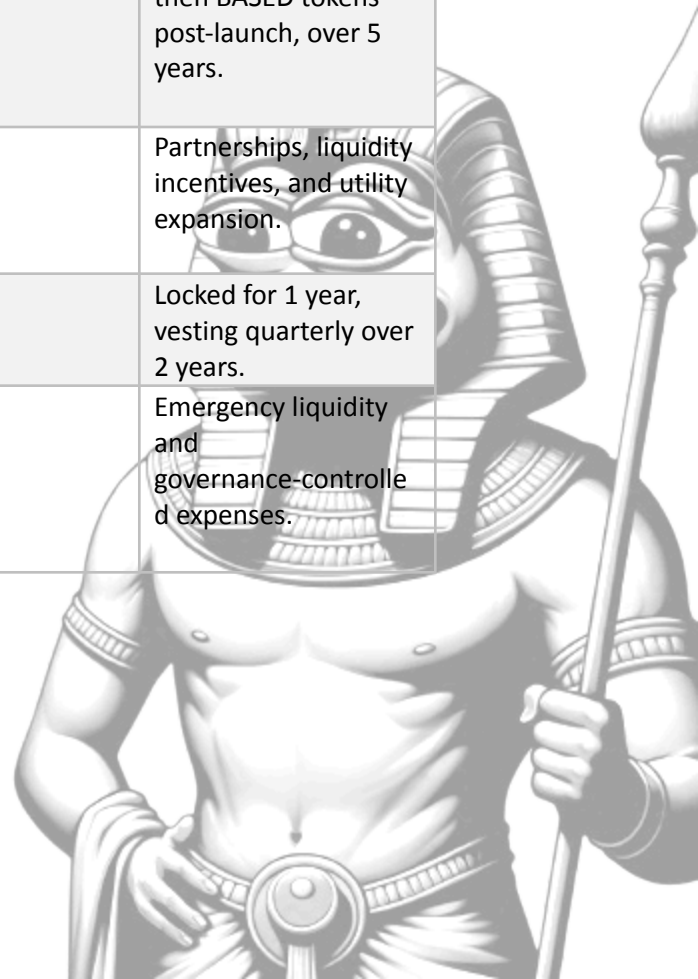 then BASED tokens
post-launch, over 5
years.
Partnerships, liquidity
incentives, and utility
expansion.
Locked for 1 year,
vesting quarterly over
2 years.
Emergency liquidity
and
governance-controlle
d expenses.